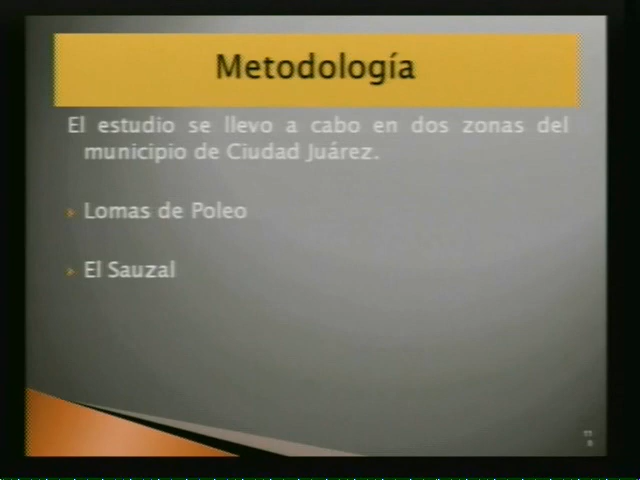 Metodología
El estudio se llevo a cabo en dos zonas del
municipio de Ciudad Juárez.
Lomas de Poleo
El Sauzal